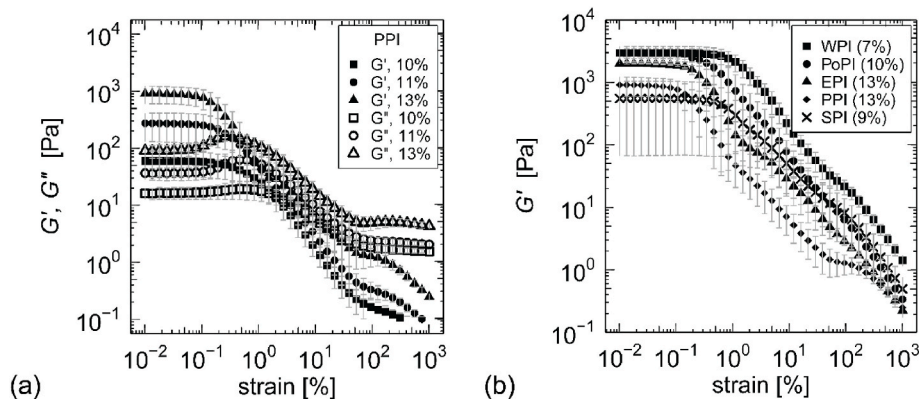 10⁴
10³
10²
10¹
10⁰
10⁻¹
G', G" [Pa]
PPI
G', 10%
G', 11%
G', 13%
G", 10%
G", 11%
G", 13%
10⁻² 10⁻¹ 10⁰ 10¹ 10² 10³
strain [%]
(a)
10⁴
10³
10²
10¹
10⁰
10⁻¹
G' [Pa]
WPI (7%)
PoPI (10%)
EPI (13%)
PPI (13%)
SPI (9%)
10⁻² 10⁻¹ 10⁰ 10¹ 10² 10³
strain [%]
(b)